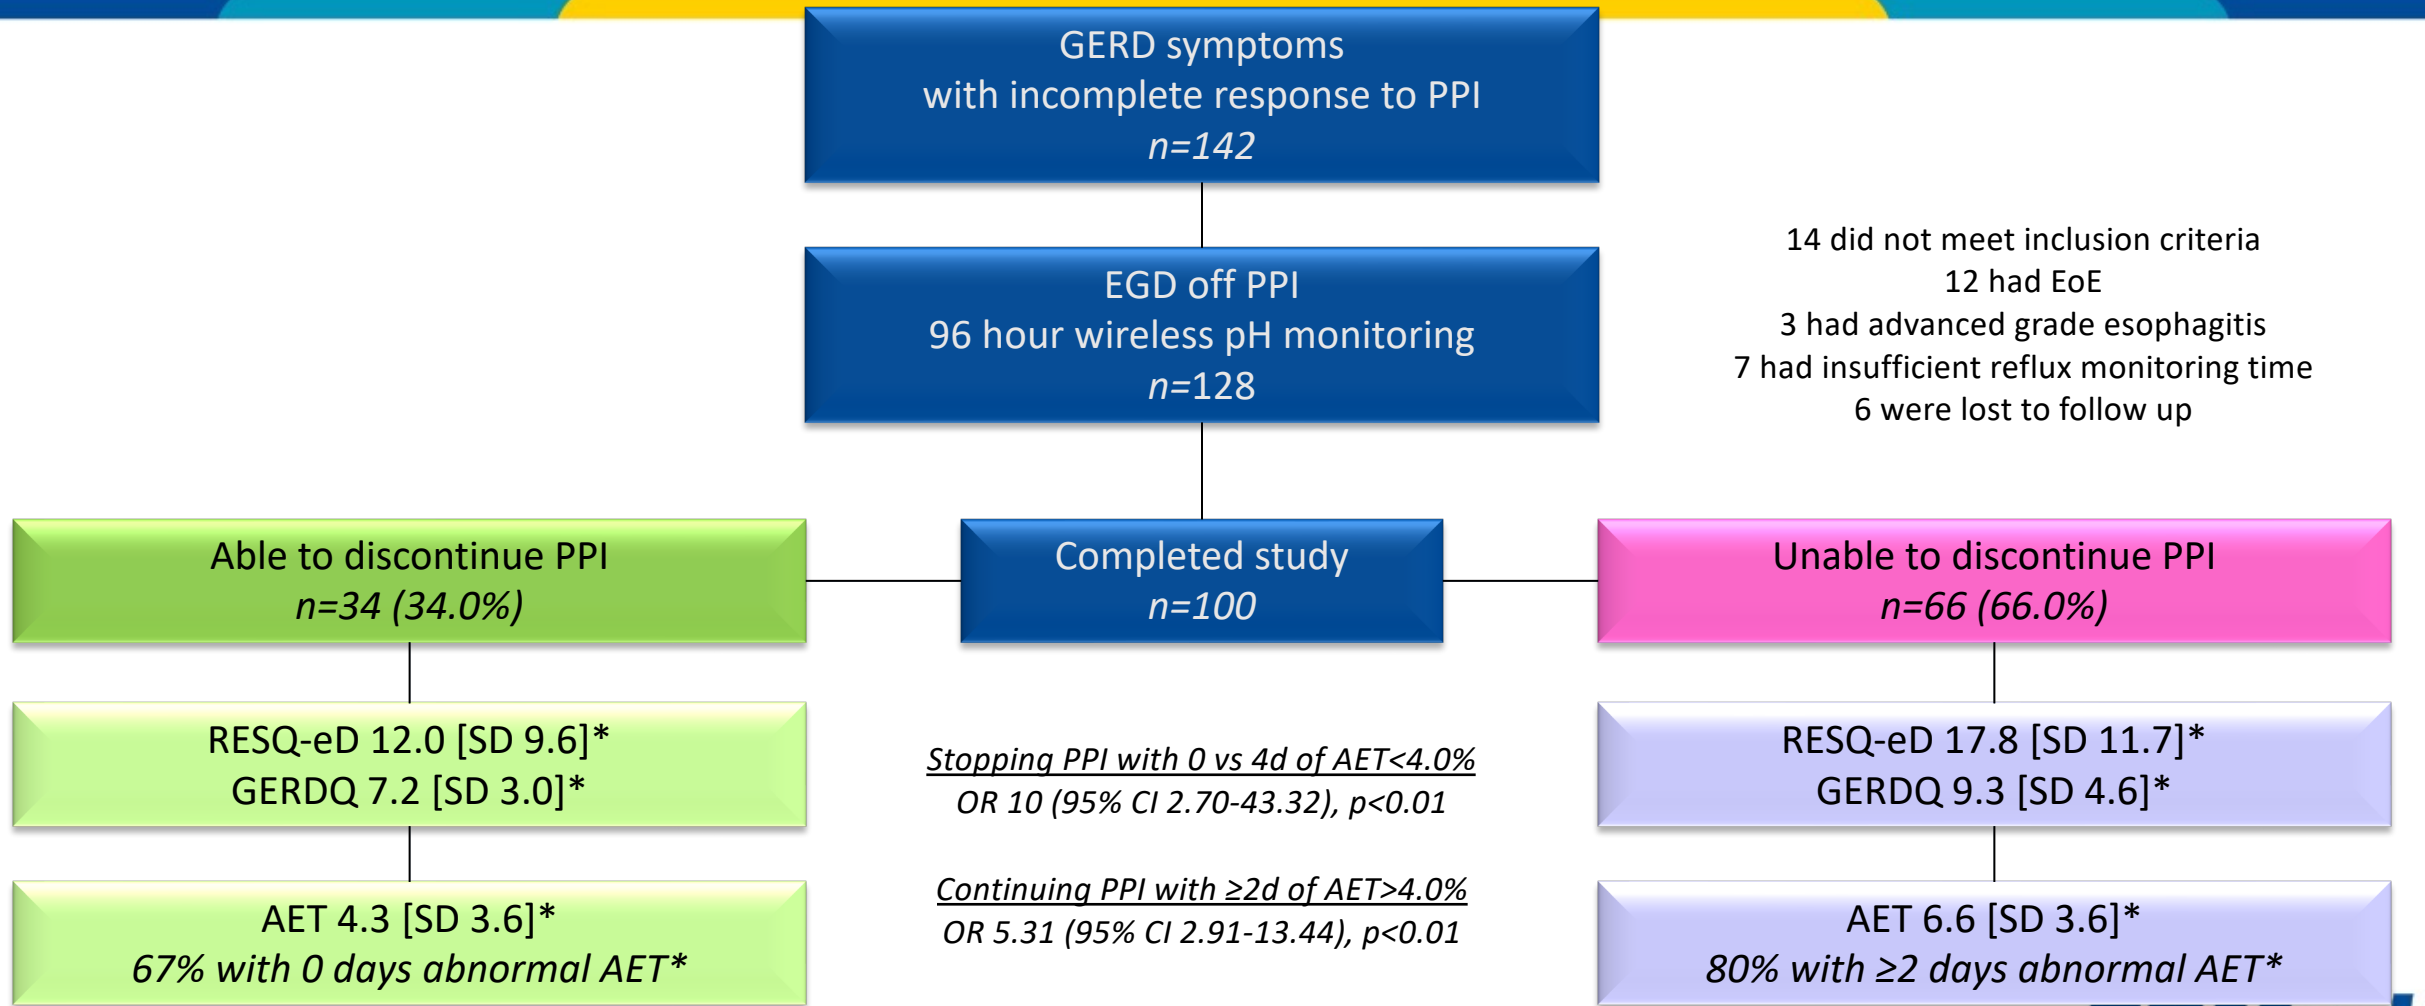 GERD symptoms
with incomplete response to PPI
n=142
EGD off PPI
96 hour wireless pH monitoring
n=128
14 did not meet inclusion criteria
12 had EoE
3 had advanced grade esophagitis
7 had insufficient reflux monitoring time
6 were lost to follow up
Able to discontinue PPI
n=34 (34.0%)
Completed study
n=100
Unable to discontinue PPI
n=66 (66.0%)
RESQ-eD 12.0 [SD 9.6]*
GERDQ 7.2 [SD 3.0]*
Stopping PPI with 0 vs 4d of AET<4.0%
OR 10 (95% CI 2.70-43.32), p<0.01
Continuing PPI with ≥2d of AET>4.0%
OR 5.31 (95% CI 2.91-13.44), p<0.01
RESQ-eD 17.8 [SD 11.7]*
GERDQ 9.3 [SD 4.6]*
AET 4.3 [SD 3.6]*
67% with 0 days abnormal AET*
AET 6.6 [SD 3.6]*
80% with ≥2 days abnormal AET*